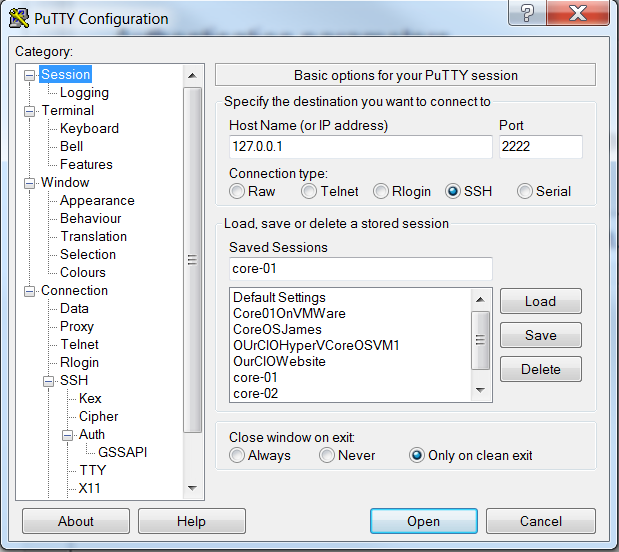 PuTTY Configuration
Category:
Session
Logging
Terminal
Keyboard
Bell
Features
Window
Appearance
Behaviour
Translation
Selection
Colours
Connection
Data
Proxy
Telnet
Rlogin
SSH
Kex
Cipher
Auth
GSSAPI
TTY
X11
Basic options for your PuTTY session
Specify the destination you want to connect to
Host Name (or IP address) Port
127.0.0.1 2222
Connection type:
Raw Telnet Rlogin SSH Serial
Load, save or delete a stored session
Saved Sessions
core-01
Default Settings
Core01OnVMWare
CoreOSJames
OUrCIOHyperVCoreOSVM1
OurCIOWebsite
core-01
core-02
Load
Save
Delete
Close window on exit:
Always Never Only on clean exit
About Help Open Cancel